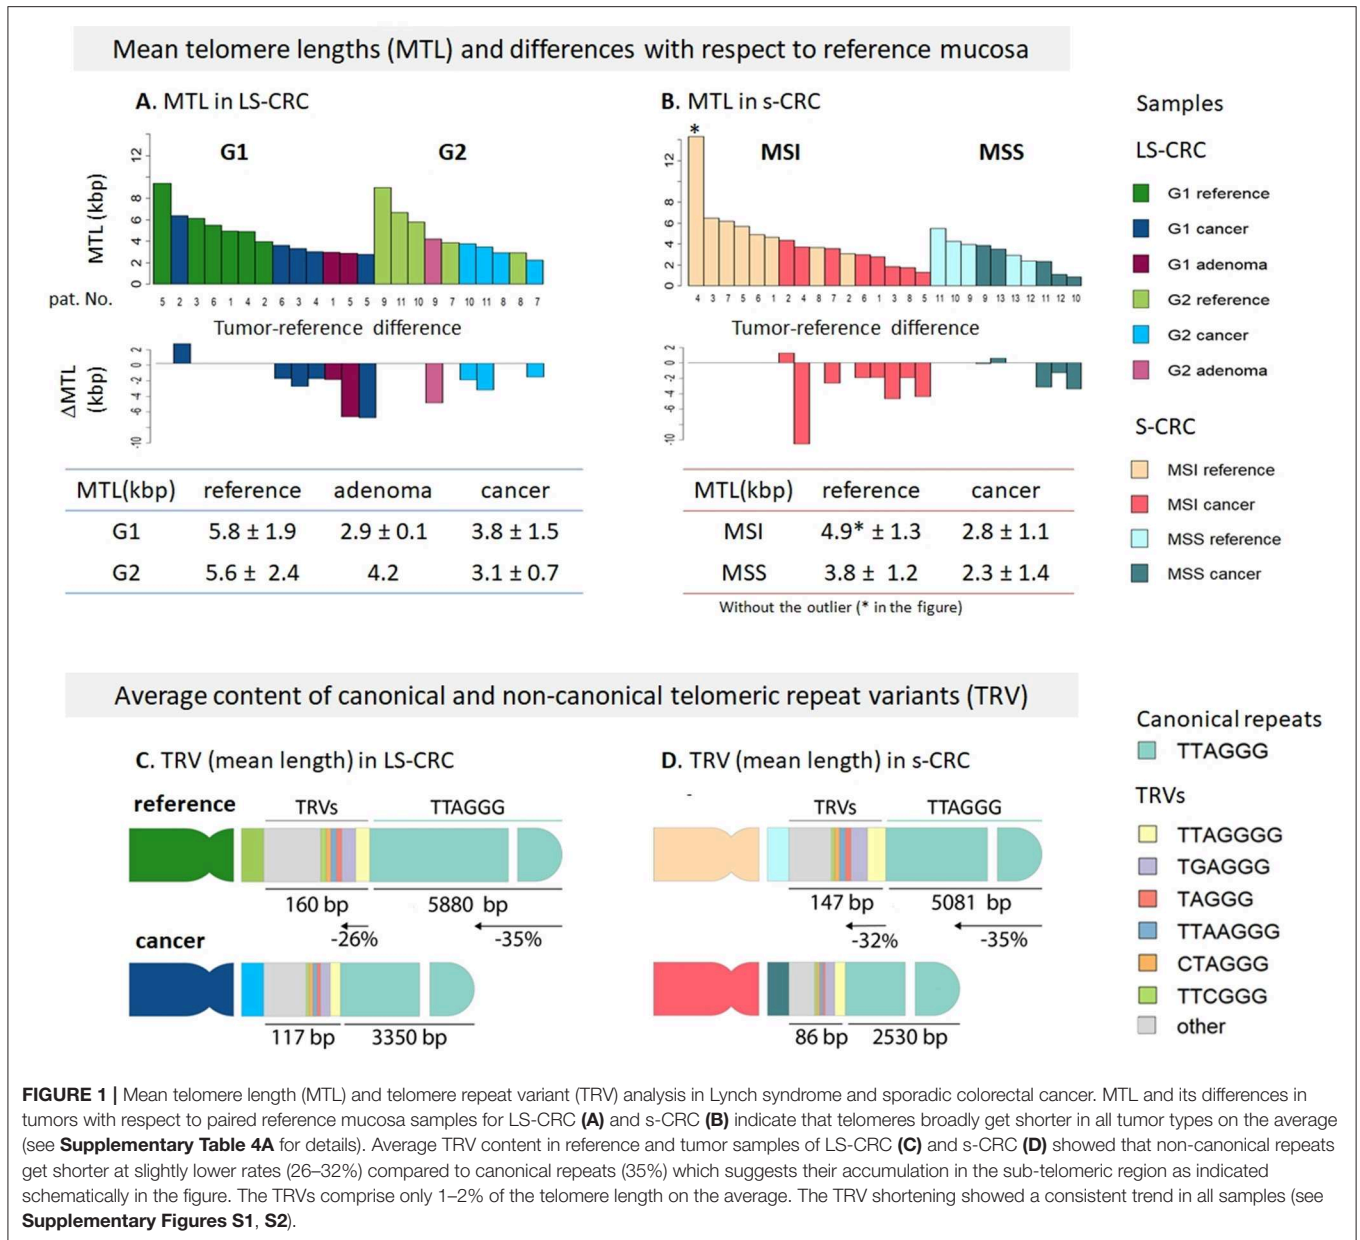 Mean telomere lengths (MTL) and differences with respect to reference mucosa
A. MTL in LS-CRC
G1
G2
MTL (kbp)
12
8
6
4
2
0
pat. No.
5 2 3 6 1 4 2 6 3 4 1 5 5 9 11 10 9 7 10 11 8 8 7
Tumor-reference difference
ΔMTL
(kbp)
2
0
-2
-6
-10
MTL(kbp) reference adenoma cancer
G1 5.8 ± 1.9 2.9 ± 0.1 3.8 ± 1.5
G2 5.6 ± 2.4 4.2 3.1 ± 0.7
B. MTL in s-CRC
*
MSI
MSS
12
8
6
4
2
0
4 3 7 5 6 1 2 4 8 7 2 6 1 3 8 5 11 10 9 9 13 13 12 11 12 10
Tumor-reference difference
2
0
-2
-4
-6
-10
MTL(kbp) reference cancer
MSI 4.9* ± 1.3 2.8 ± 1.1
MSS 3.8 ± 1.2 2.3 ± 1.4
Without the outlier (* in the figure)
Samples
LS-CRC
G1 reference
G1 cancer
G1 adenoma
G2 reference
G2 cancer
G2 adenoma
S-CRC
MSI reference
MSI cancer
MSS reference
MSS cancer
Average content of canonical and non-canonical telomeric repeat variants (TRV)
C. TRV (mean length) in LS-CRC
reference
TRVs
TTAGGG
160 bp
5880 bp
-26%
-35%
cancer
117 bp
3350 bp
D. TRV (mean length) in s-CRC
-
TRVs
TTAGGG
147 bp
5081 bp
-32%
-35%
86 bp
2530 bp
Canonical repeats
TTAGGG
TRVs
TTAGGGG
TGAGGG
TAGGG
TTAAGGG
CTAGGG
TTCGGG
other
FIGURE 1 | Mean telomere length (MTL) and telomere repeat variant (TRV) analysis in Lynch syndrome and sporadic colorectal cancer. MTL and its differences in
tumors with respect to paired reference mucosa samples for LS-CRC (A) and s-CRC (B) indicate that telomeres broadly get shorter in all tumor types on the average
(see Supplementary Table 4A for details). Average TRV content in reference and tumor samples of LS-CRC (C) and s-CRC (D) showed that non-canonical repeats
get shorter at slightly lower rates (26–32%) compared to canonical repeats (35%) which suggests their accumulation in the sub-telomeric region as indicated
schematically in the figure. The TRVs comprise only 1–2% of the telomere length on the average. The TRV shortening showed a consistent trend in all samples (see
Supplementary Figures S1, S2).